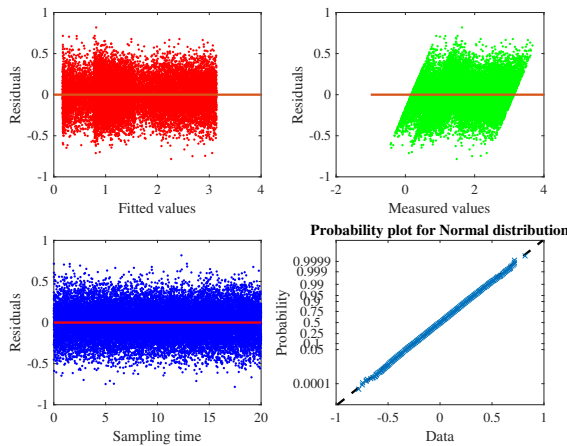 1
0.5
0
-0.5
-1
Residuals
0 1 2 3 4
Fitted values
1
0.5
0
-0.5
-1
Residuals
-2 0 2 4
Measured values
1
0.5
0
-0.5
-1
Residuals
0 5 10 15 20
Sampling time
Probability plot for Normal distribution
0.9999
0.999
0.99
0.95
0.9
0.75
0.5
0.25
0.1
0.05
0.0001
Probability
-1 -0.5 0 0.5 1
Data